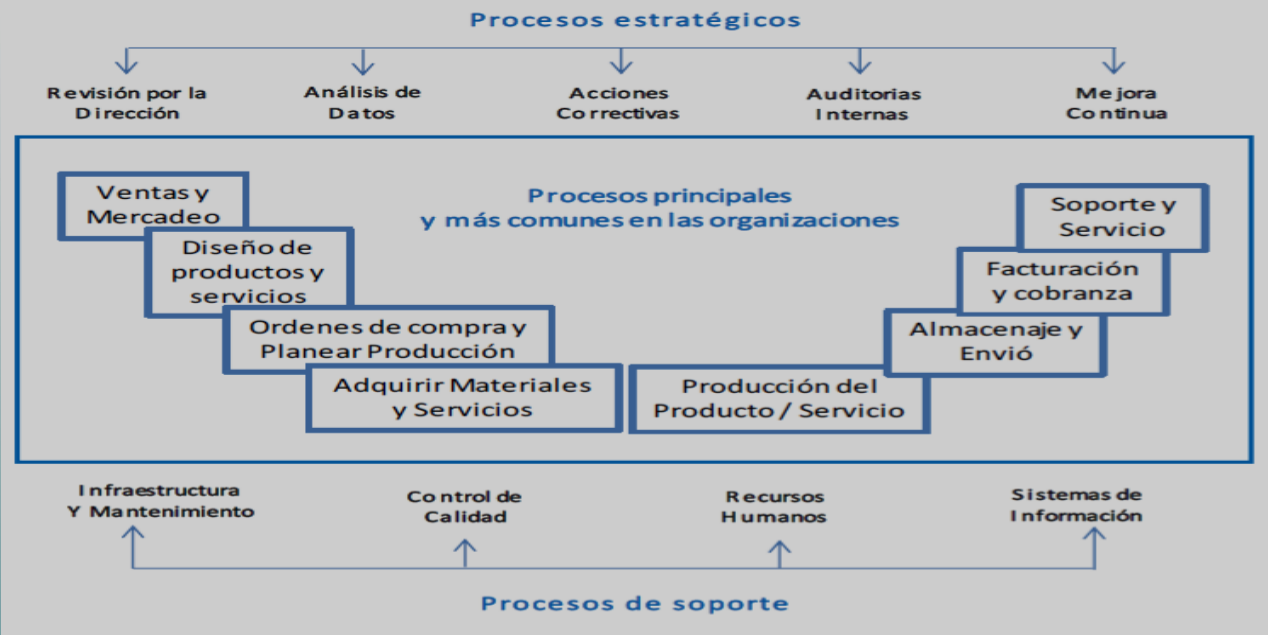 Procesos estratégicos
Revisión por la
Dirección
Análisis de
Datos
Acciones
Correctivas
Auditorias
Internas
Mejora
Continua
Procesos principales
y más comunes en las organizaciones
Ventas y
Mercadeo
Diseño de
productos y
servicios
Ordenes de compra y
Planear Producción
Adquirir Materiales
y Servicios
Producción del
Producto / Servicio
Almacenaje y
Envió
Facturación
y cobranza
Soporte y
Servicio
Infraestructura
Y Mantenimiento
Control de
Calidad
Recursos
Humanos
Sistemas de
Información
Procesos de soporte